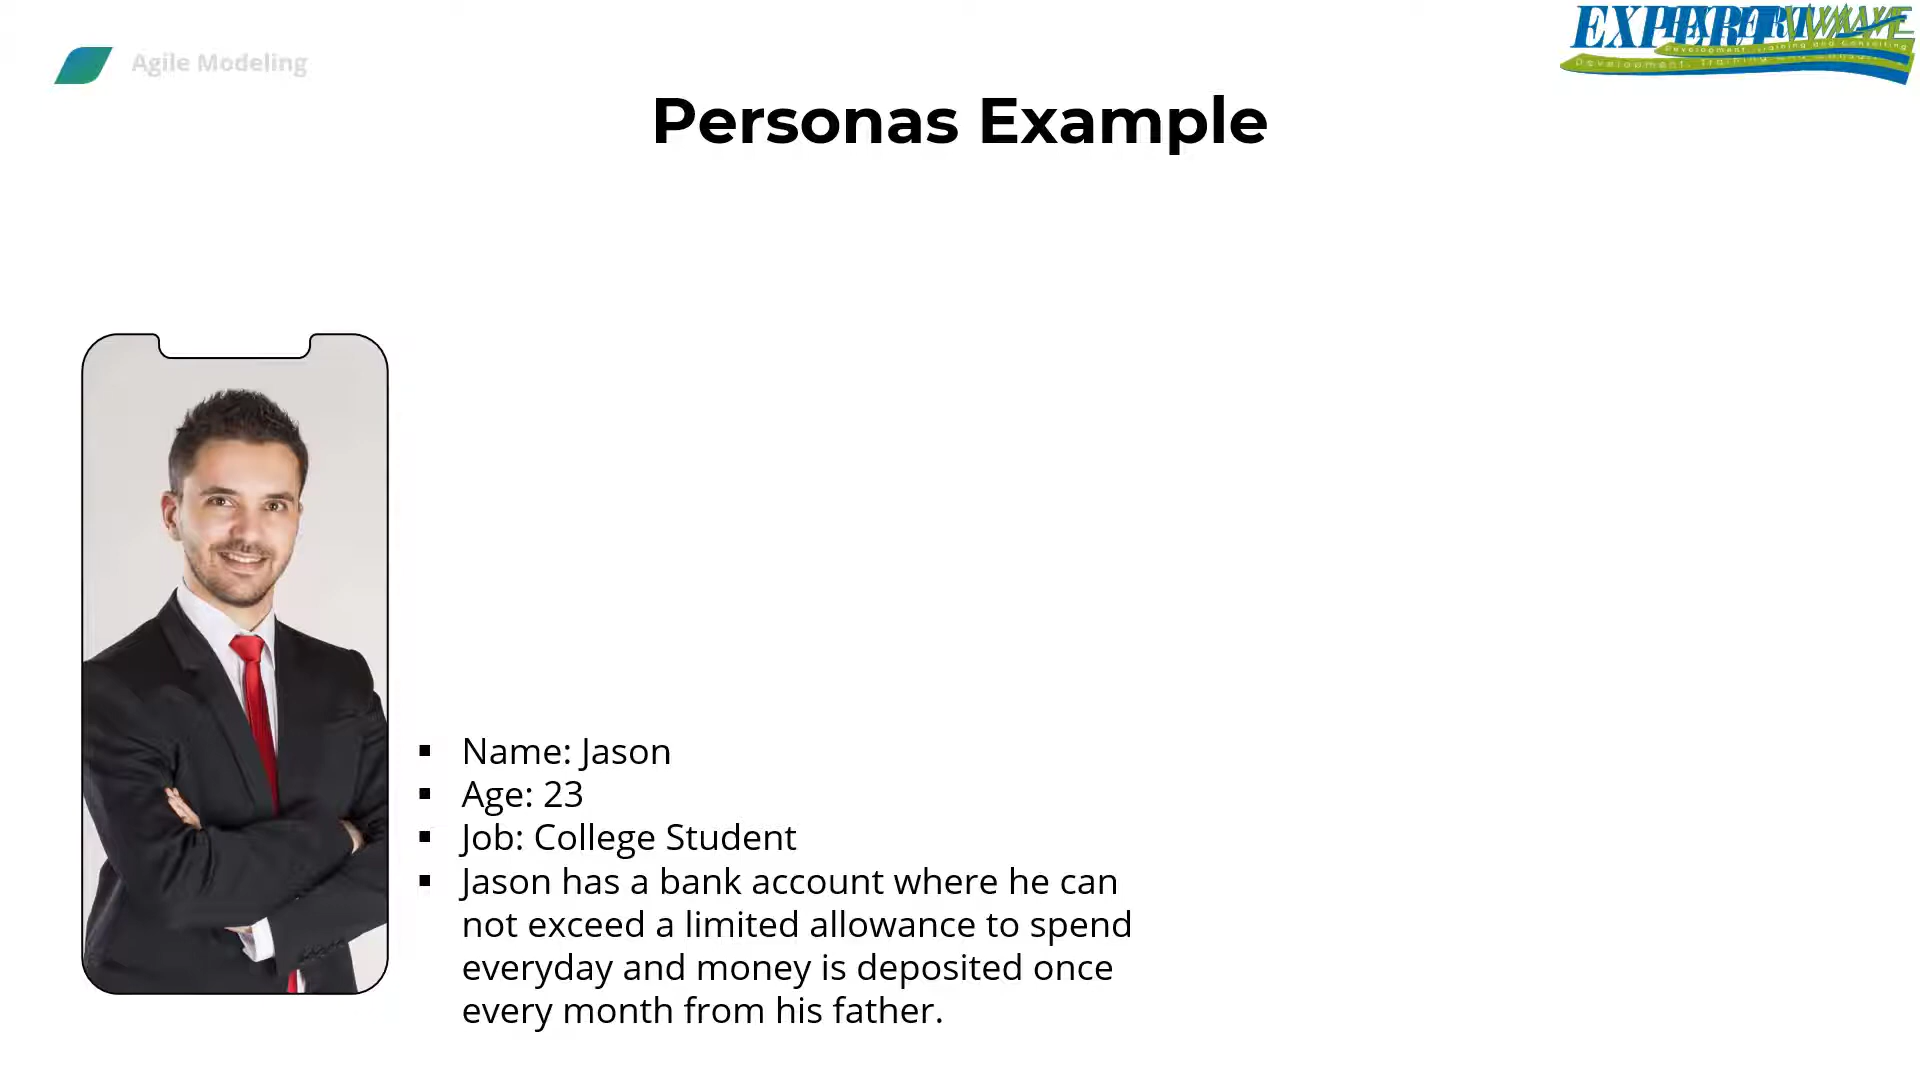 Agile Modeling
Personas Example
Name: Jason
Age: 23
Job: College Student
Jason has a bank account where he can
not exceed a limited allowance to spend
everyday and money is deposited once
every month from his father.